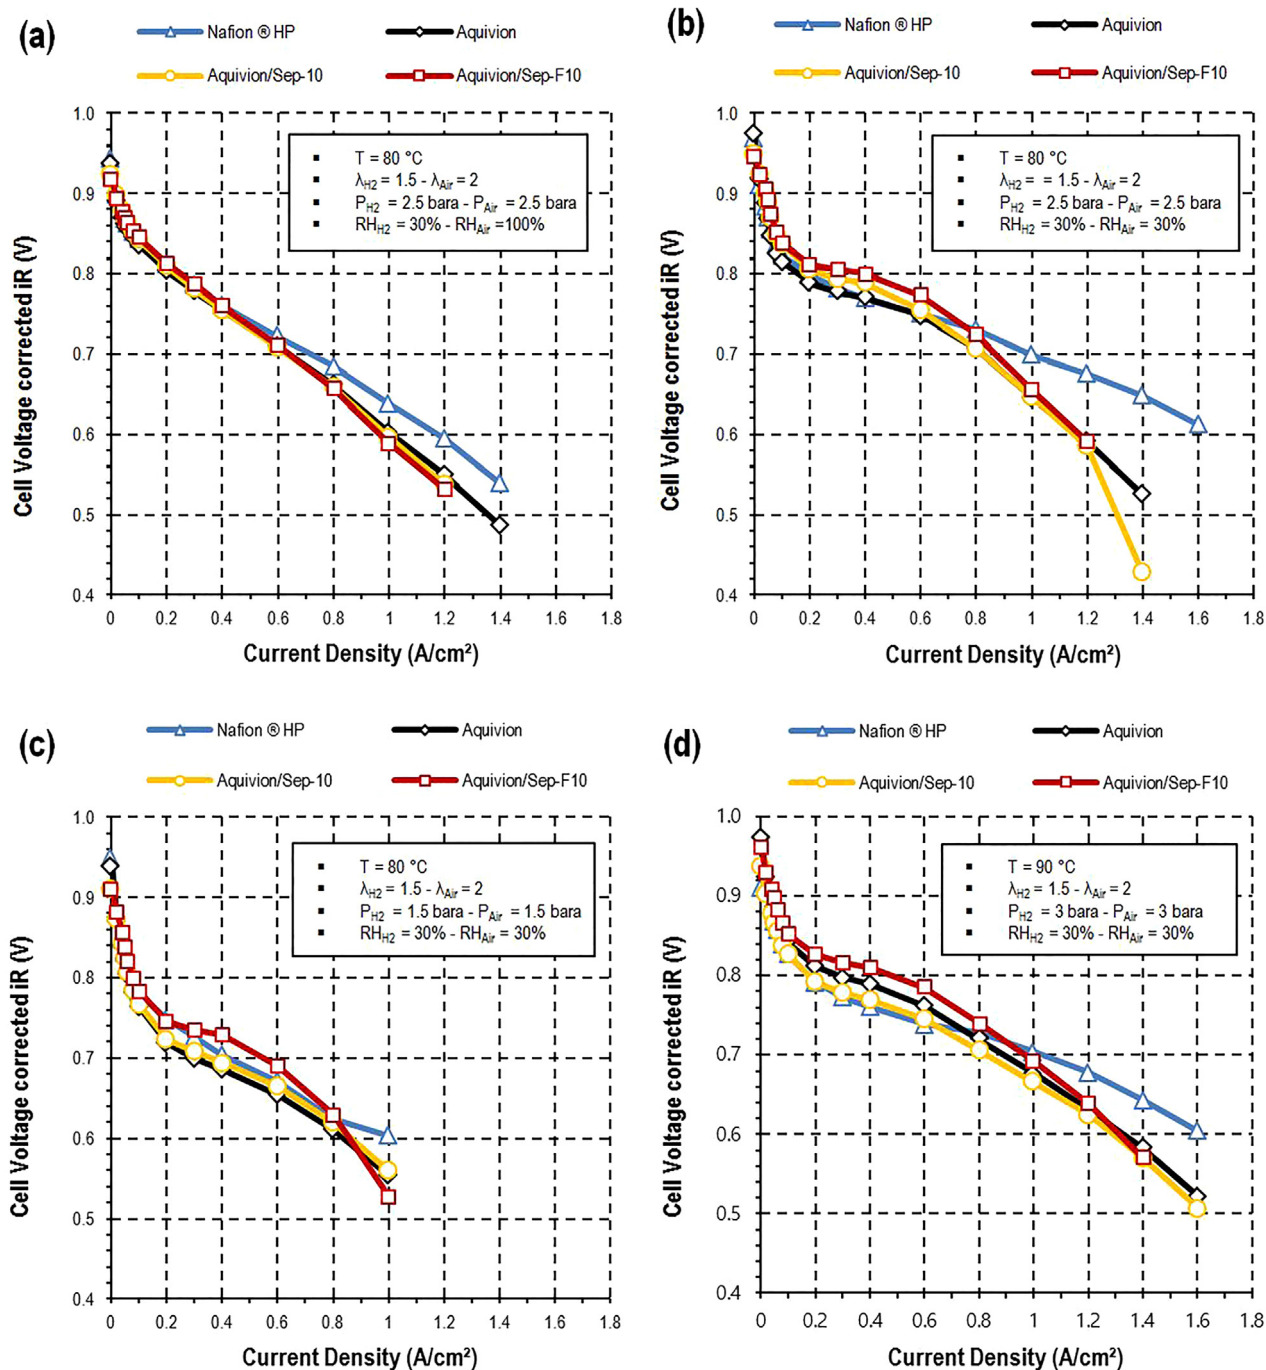 (a)
Nafion ® HP
Aquivion
Aquivion/Sep-10
Aquivion/Sep-F10
1.0
0.9
0.8
0.7
0.6
0.5
0.4
Cell Voltage corrected iR (V)
▪ T = 80 °C
▪ λH2 = 1.5 - λAir = 2
▪ PH2 = 2.5 bara - PAir = 2.5 bara
▪ RHH2 = 30% - RHAir =100%
0 0.2 0.4 0.6 0.8 1 1.2 1.4 1.6 1.8
Current Density (A/cm²)
(b)
Nafion ® HP
Aquivion
Aquivion/Sep-10
Aquivion/Sep-F10
1.0
0.9
0.8
0.7
0.6
0.5
0.4
Cell Voltage corrected iR (V)
▪ T = 80 °C
▪ λH2 = = 1.5 - λAir = 2
▪ PH2 = 2.5 bara - PAir = 2.5 bara
▪ RHH2 = 30% - RHAir = 30%
0 0.2 0.4 0.6 0.8 1.0 1.2 1.4 1.6 1.8
Current Density (A/cm²)
(c)
Nafion ® HP
Aquivion
Aquivion/Sep-10
Aquivion/Sep-F10
1.0
0.9
0.8
0.7
0.6
0.5
0.4
Cell Voltage corrected iR (V)
▪ T = 80 °C
▪ λH2 = 1.5 - λAir = 2
▪ PH2 = 1.5 bara - PAir = 1.5 bara
▪ RHH2 = 30% - RHAir = 30%
0 0.2 0.4 0.6 0.8 1 1.2 1.4 1.6 1.8
Current Density (A/cm²)
(d)
Nafion ® HP
Aquivion
Aquivion/Sep-10
Aquivion/Sep-F10
1.0
0.9
0.8
0.7
0.6
0.5
0.4
Cell Voltage corrected iR (V)
▪ T = 90 °C
▪ λH2 = 1.5 - λAir = 2
▪ PH2 = 3 bara - PAir = 3 bara
▪ RHH2 = 30% - RHAir = 30%
0 0.2 0.4 0.6 0.8 1 1.2 1.4 1.6 1.8
Current Density (A/cm²)